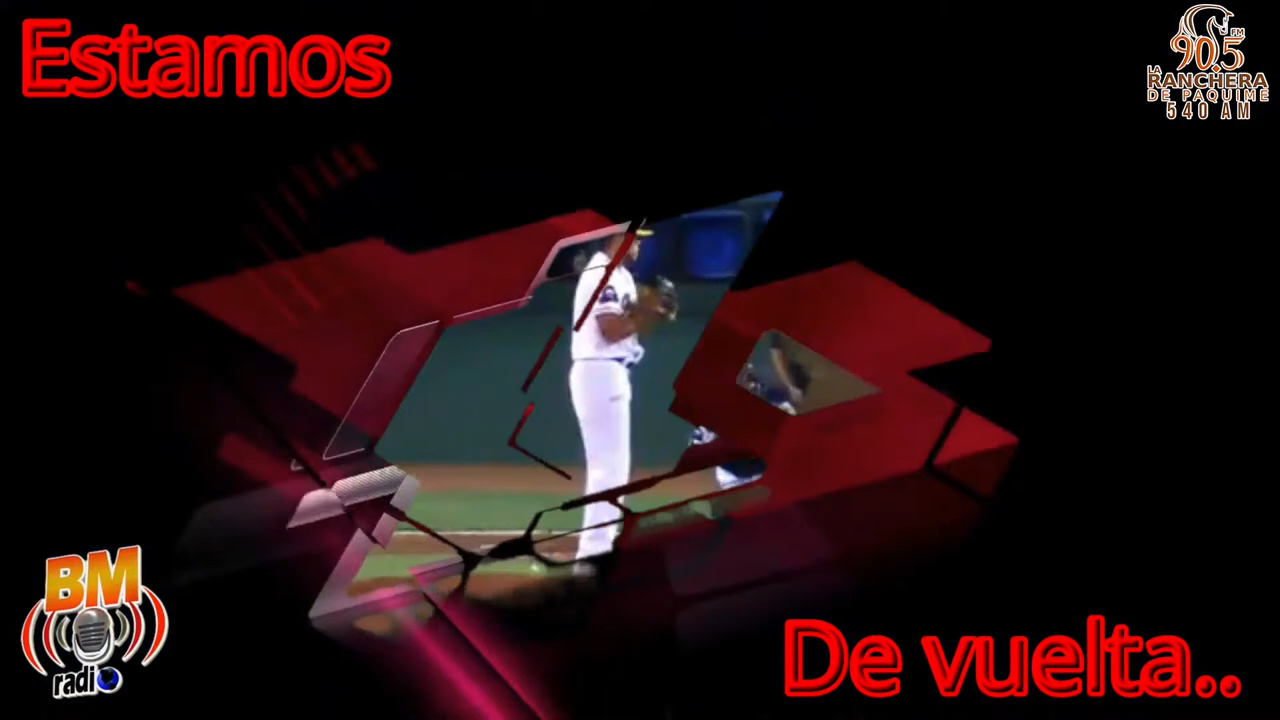 Estamos
FM
90.5
LA
RANCHERA
DE PAQUIME
540 AM
BM
radio
De vuelta..